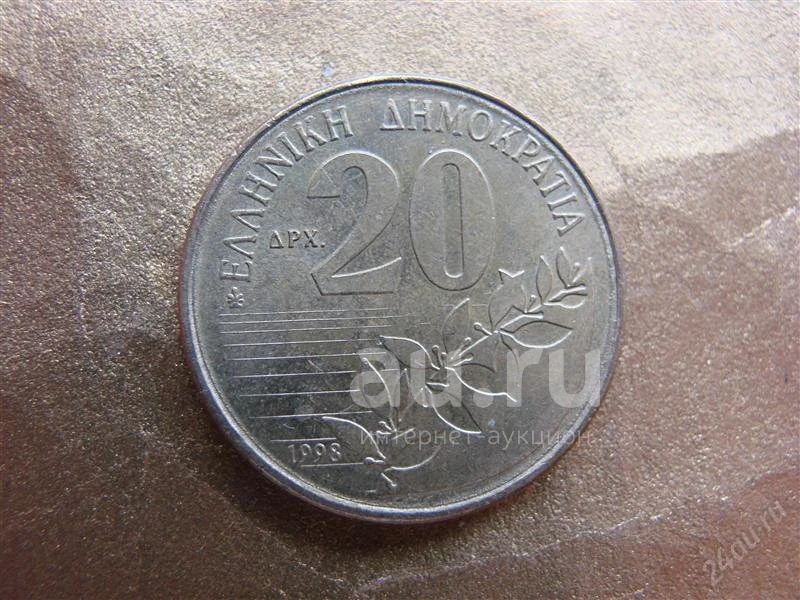 ΕΛΛΗΝΙΚΗ ΔΗΜΟΚΡΑΤΙΑ
ΔΡΧ. 20
au.ru
интернет-аукцион
1998
24au.ru